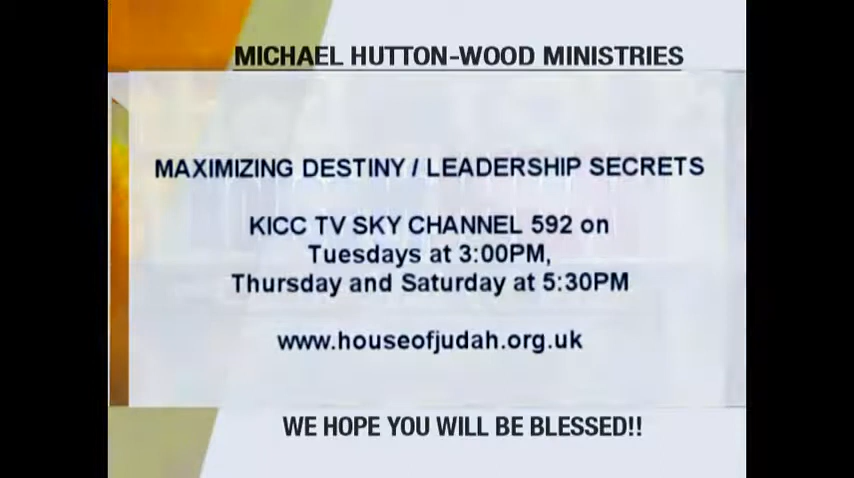 MICHAEL HUTTON-WOOD MINISTRIES
MAXIMIZING DESTINY / LEADERSHIP SECRETS
KICC TV SKY CHANNEL 592 on
Tuesdays at 3:00PM,
Thursday and Saturday at 5:30PM
www.houseofjudah.org.uk
WE HOPE YOU WILL BE BLESSED!!